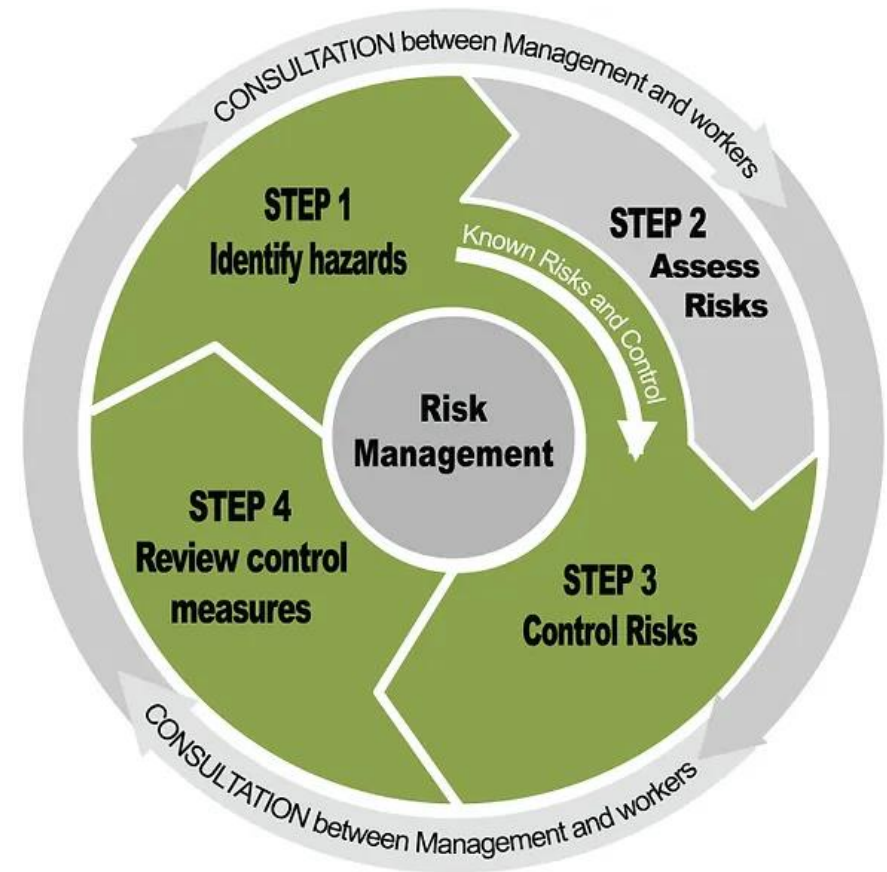 CONSULTATION between Management and workers
STEP 1
Identify hazards
STEP 2
Assess
Risks
Known Risks and Control
Risk
Management
STEP 4
Review control
measures
STEP 3
Control Risks
CONSULTATION between Management and workers